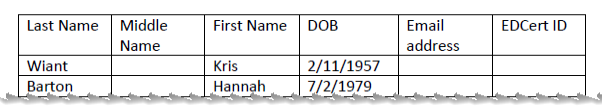 Last Name Middle Name First Name DOB Email address EDCert ID
Wiant Kris 2/11/1957
Barton Hannah 7/2/1979